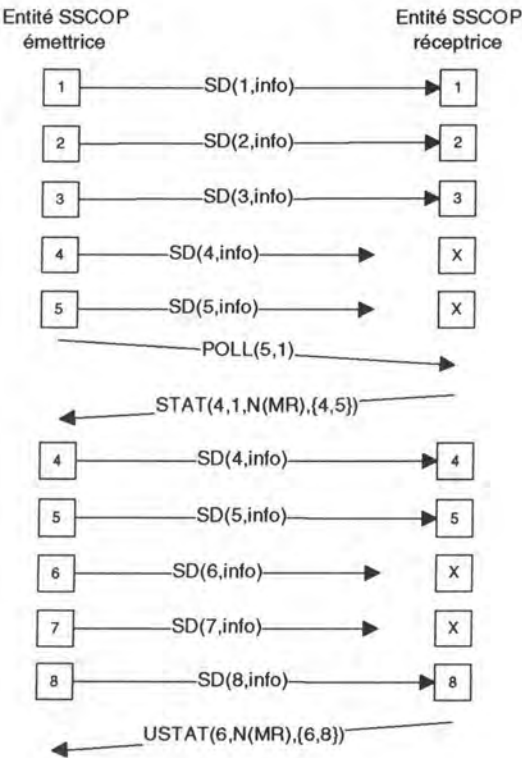 Entité SSCOP émettrice
Entité SSCOP réceptrice
1 SD(1,info) 1
2 SD(2,info) 2
3 SD(3,info) 3
4 SD(4,info) X
5 SD(5,info) X
POLL(5,1)
STAT(4,1,N(MR),{4,5})
4 SD(4,info) 4
5 SD(5,info) 5
6 SD(6,info) X
7 SD(7,info) X
8 SD(8,info) 8
USTAT(6,N(MR),{6,8})